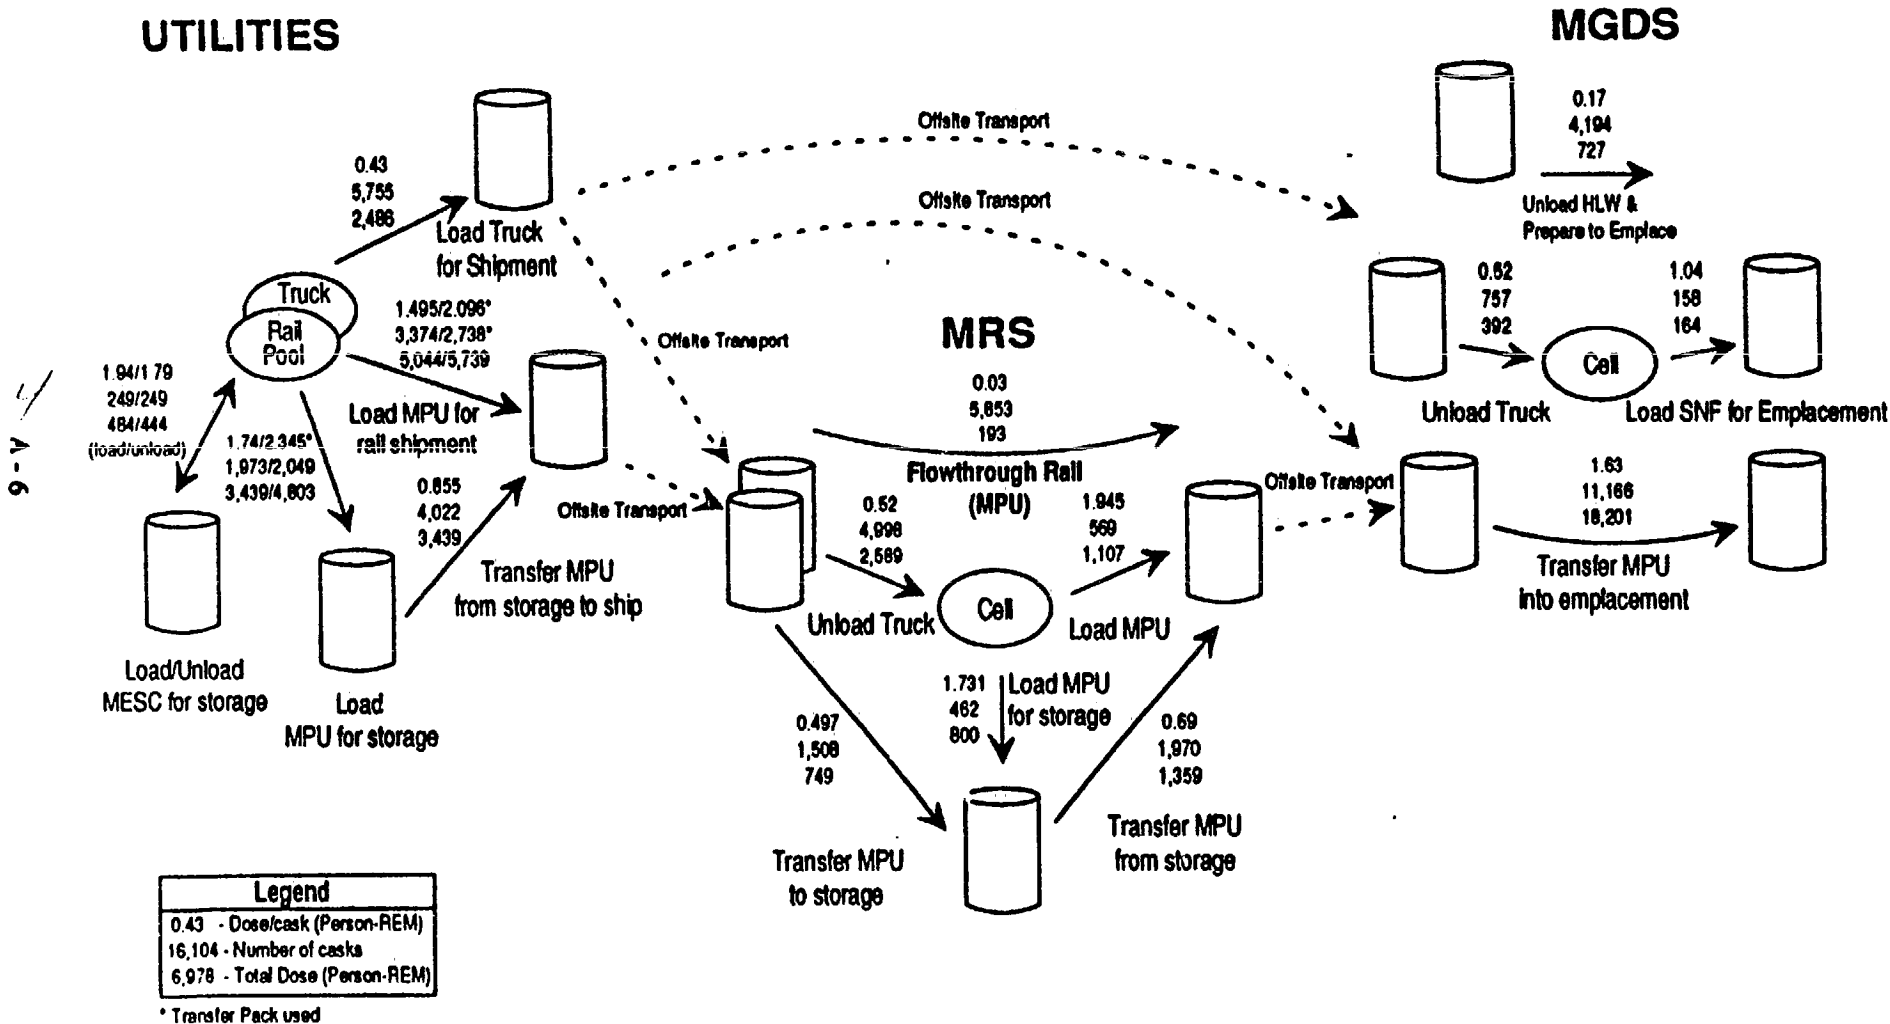 UTILITIES
MGDS
0.17
4,194
727
Unload HLW &
Prepare to Emplace
Offsite Transport
Offsite Transport
0.43
5,755
2,486
Load Truck
for Shipment
Truck
Rail
Pool
1.495/2.096*
3,374/2,738*
5,044/5,739
Load MPU for
rail shipment
Offsite Transport
MRS
0.03
5,853
193
Flowthrough Rail
(MPU)
0.52
757
392
Unload Truck
Cell
1.04
158
164
Load SNF for Emplacement
1.94/1.79
249/249
484/444
(load/unload)
1.74/2.345*
1,973/2,049
3,439/4,803
0.855
4,022
3,439
Transfer MPU
from storage to ship
Offsite Transport
0.52
4,998
2,589
Unload Truck
Cell
1.945
569
1,107
Load MPU
Offsite Transport
1.63
11,166
18,201
Transfer MPU
into emplacement
Load/Unload
MESC for storage
Load
MPU for storage
0.497
1,508
749
Transfer MPU
to storage
1.731
462
800
Load MPU
for storage
0.69
1,970
1,359
Transfer MPU
from storage
Legend
0.43 - Dose/cask (Person-REM)
16,104 - Number of casks
6,978 - Total Dose (Person-REM)
* Transfer Pack used
A-6